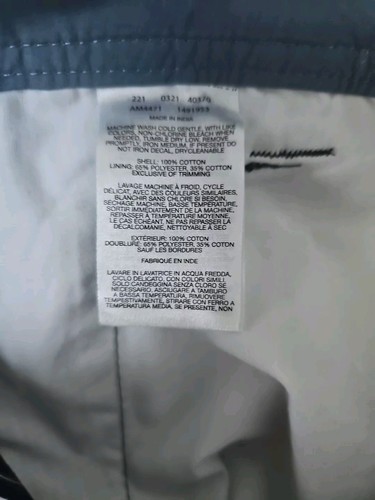 221 0321 40370
AM4471 1491953
MADE IN INDIA
MACHINE WASH COLD GENTLE, WITH LIKE
COLORS, NON-CHLORINE BLEACH WHEN
NEEDED, TUMBLE DRY LOW, REMOVE
PROMPTLY, IRON MEDIUM, IF PRESENT DO
NOT IRON DECAL, DRYCLEANABLE
SHELL: 100% COTTON
LINING: 65% POLYESTER, 35% COTTON
EXCLUSIVE OF TRIMMING
LAVAGE MACHINE À FROID, CYCLE
DÉLICAT, AVEC DES COULEURS SIMILAIRES,
BLANCHIR SANS CHLORE SI BESOIN,
SÉCHAGE MACHINE, BASSE TEMPÉRATURE,
SORTIR IMMÉDIATEMENT DE LA MACHINE,
REPASSER À TEMPÉRATURE MOYENNE,
LE CAS ÉCHÉANT, NE PAS REPASSER LA
DÉCALCOMANIE, NETTOYABLE À SEC
EXTÉRIEUR: 100% COTON
DOUBLURE: 65% POLYESTER, 35% COTON
SAUF LES BORDURES
FABRIQUÉ EN INDE
LAVARE IN LAVATRICE IN ACQUA FREDDA,
CICLO DELICATO, CON COLORI SIMILI,
SOLO CANDEGGINA SENZA CLORO SE
NECESSARIO, ASCIUGARE A TAMBURO
A BASSA TEMPERATURA, RIMUOVERE
TEMPESTIVAMENTE, STIRARE CON FERRO A
TEMPERATURA MEDIA, SE PRESENTE, NON